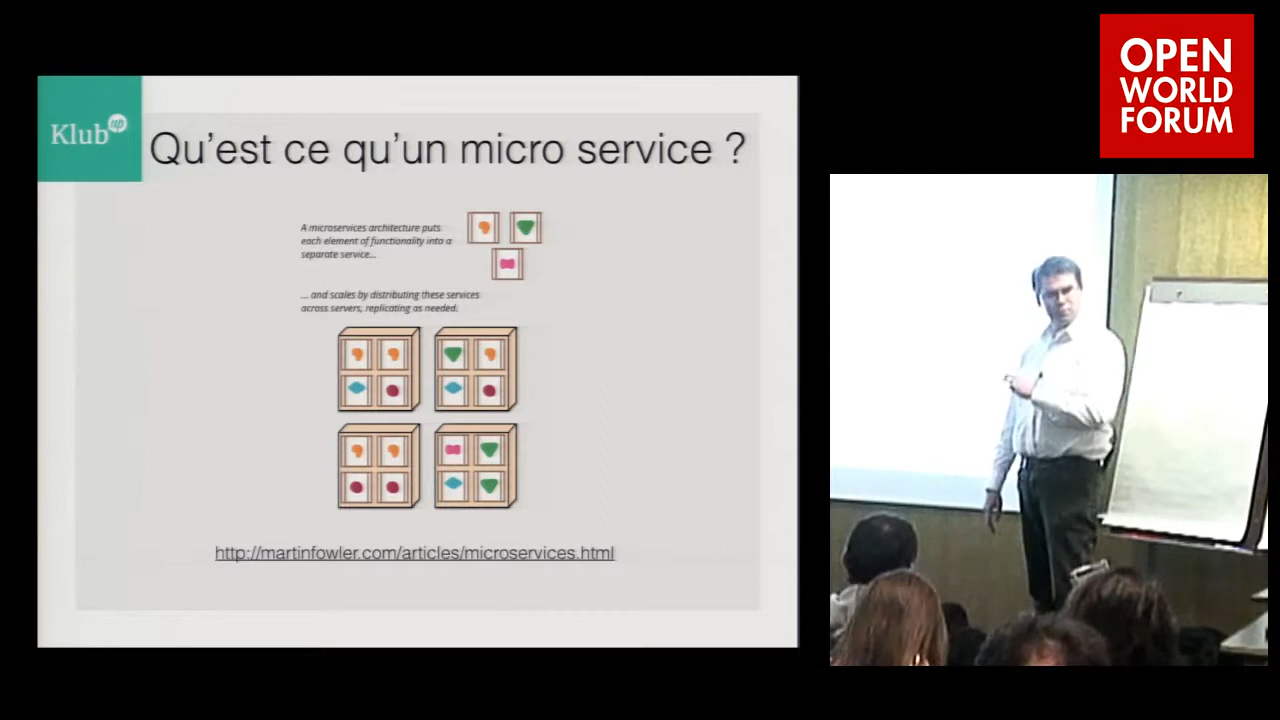 Klub up
Qu'est ce qu'un micro service ?
A microservices architecture puts
each element of functionality into a
separate service...
... and scales by distributing these services
across servers, replicating as needed.
http://martinfowler.com/articles/microservices.html
OPEN
WORLD
FORUM